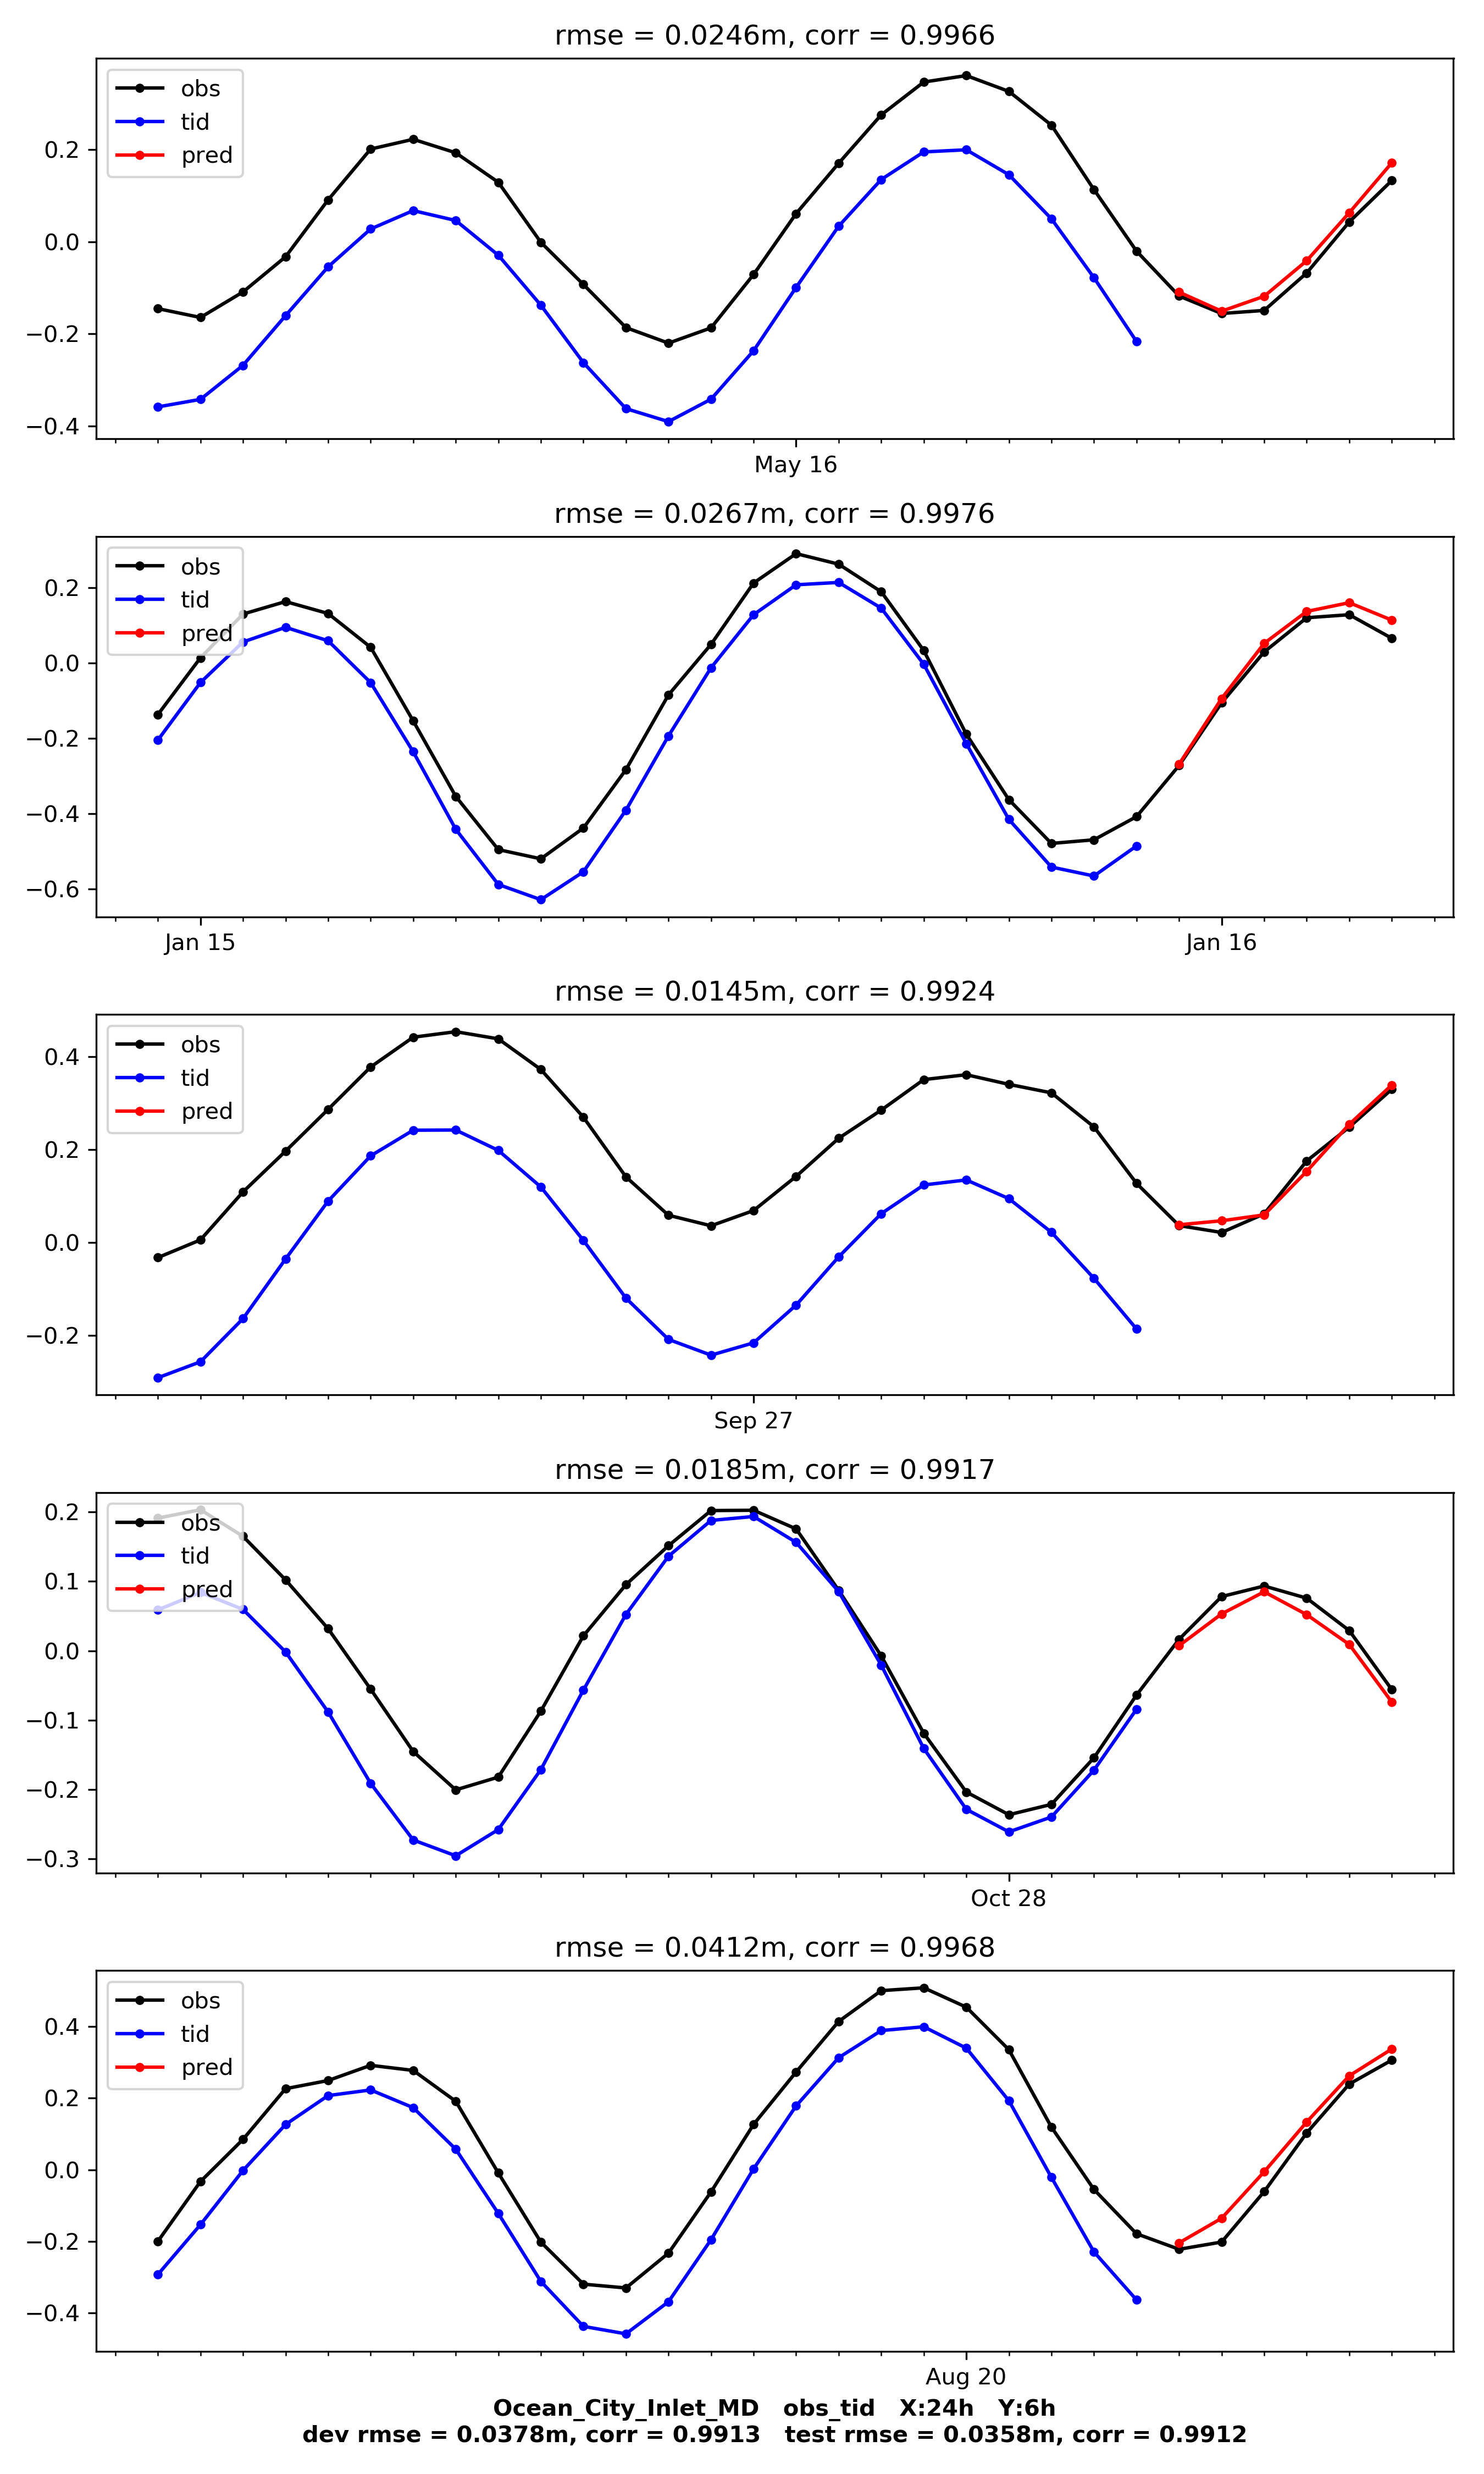 rmse = 0.0246m, corr = 0.9966
obs
tid
pred
0.2
0.0
−0.2
−0.4
May 16
rmse = 0.0267m, corr = 0.9976
obs
tid
pred
0.2
0.0
−0.2
−0.4
−0.6
Jan 15 Jan 16
rmse = 0.0145m, corr = 0.9924
obs
tid
pred
0.4
0.2
0.0
−0.2
Sep 27
rmse = 0.0185m, corr = 0.9917
obs
tid
pred
0.2
0.1
0.0
−0.1
−0.2
−0.3
Oct 28
rmse = 0.0412m, corr = 0.9968
obs
tid
pred
0.4
0.2
0.0
−0.2
−0.4
Aug 20
Ocean_City_Inlet_MD obs_tid X:24h Y:6h
dev rmse = 0.0378m, corr = 0.9913 test rmse = 0.0358m, corr = 0.9912